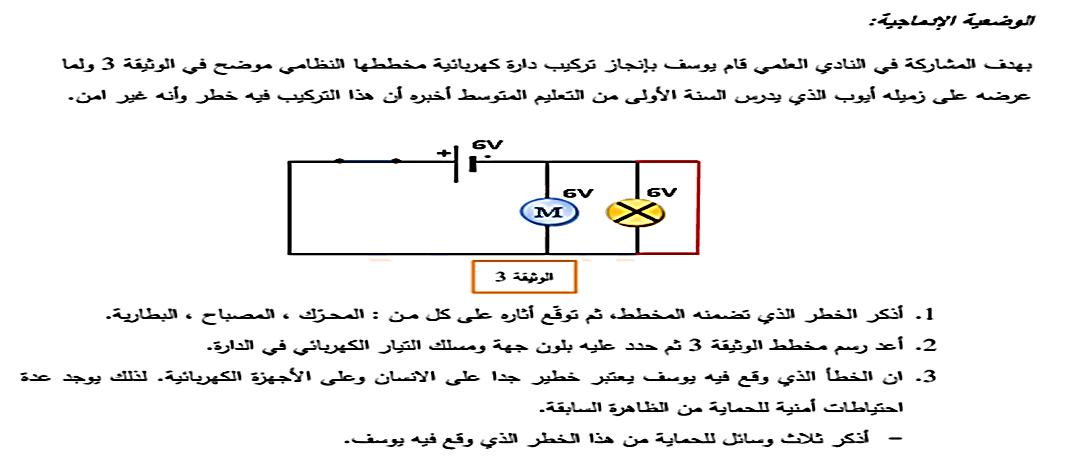 الوضعية الإدماجية:
بهدف المشاركة في النادي العلمي قام يوسف بإنجاز تركيب دارة كهربائية مخططها النظامي موضح في الوثيقة 3 ولما
عرضه على زميله أيوب الذي يدرس السنة الأولى من التعليم المتوسط أخبره أن هذا التركيب فيه خطر وأنه غير امن.
6V
+ -
6V 6V
M
الوثيقة 3
1. أذكر الخطر الذي تضمنه المخطط، ثم توقّع أثاره على كل من : المحرّك ، المصباح ، البطارية.
2. أعد رسم مخطط الوثيقة 3 ثم حدد عليه بلون جهة ومسلك التيار الكهربائي في الدارة.
3. ان الخطأ الذي وقع فيه يوسف يعتبر خطير جدا على الانسان وعلى الأجهزة الكهربائية. لذلك يوجد عدة
احتياطات أمنية للحماية من الظاهرة السابقة.
– أذكر ثلاث وسائل للحماية من هذا الخطر الذي وقع فيه يوسف.